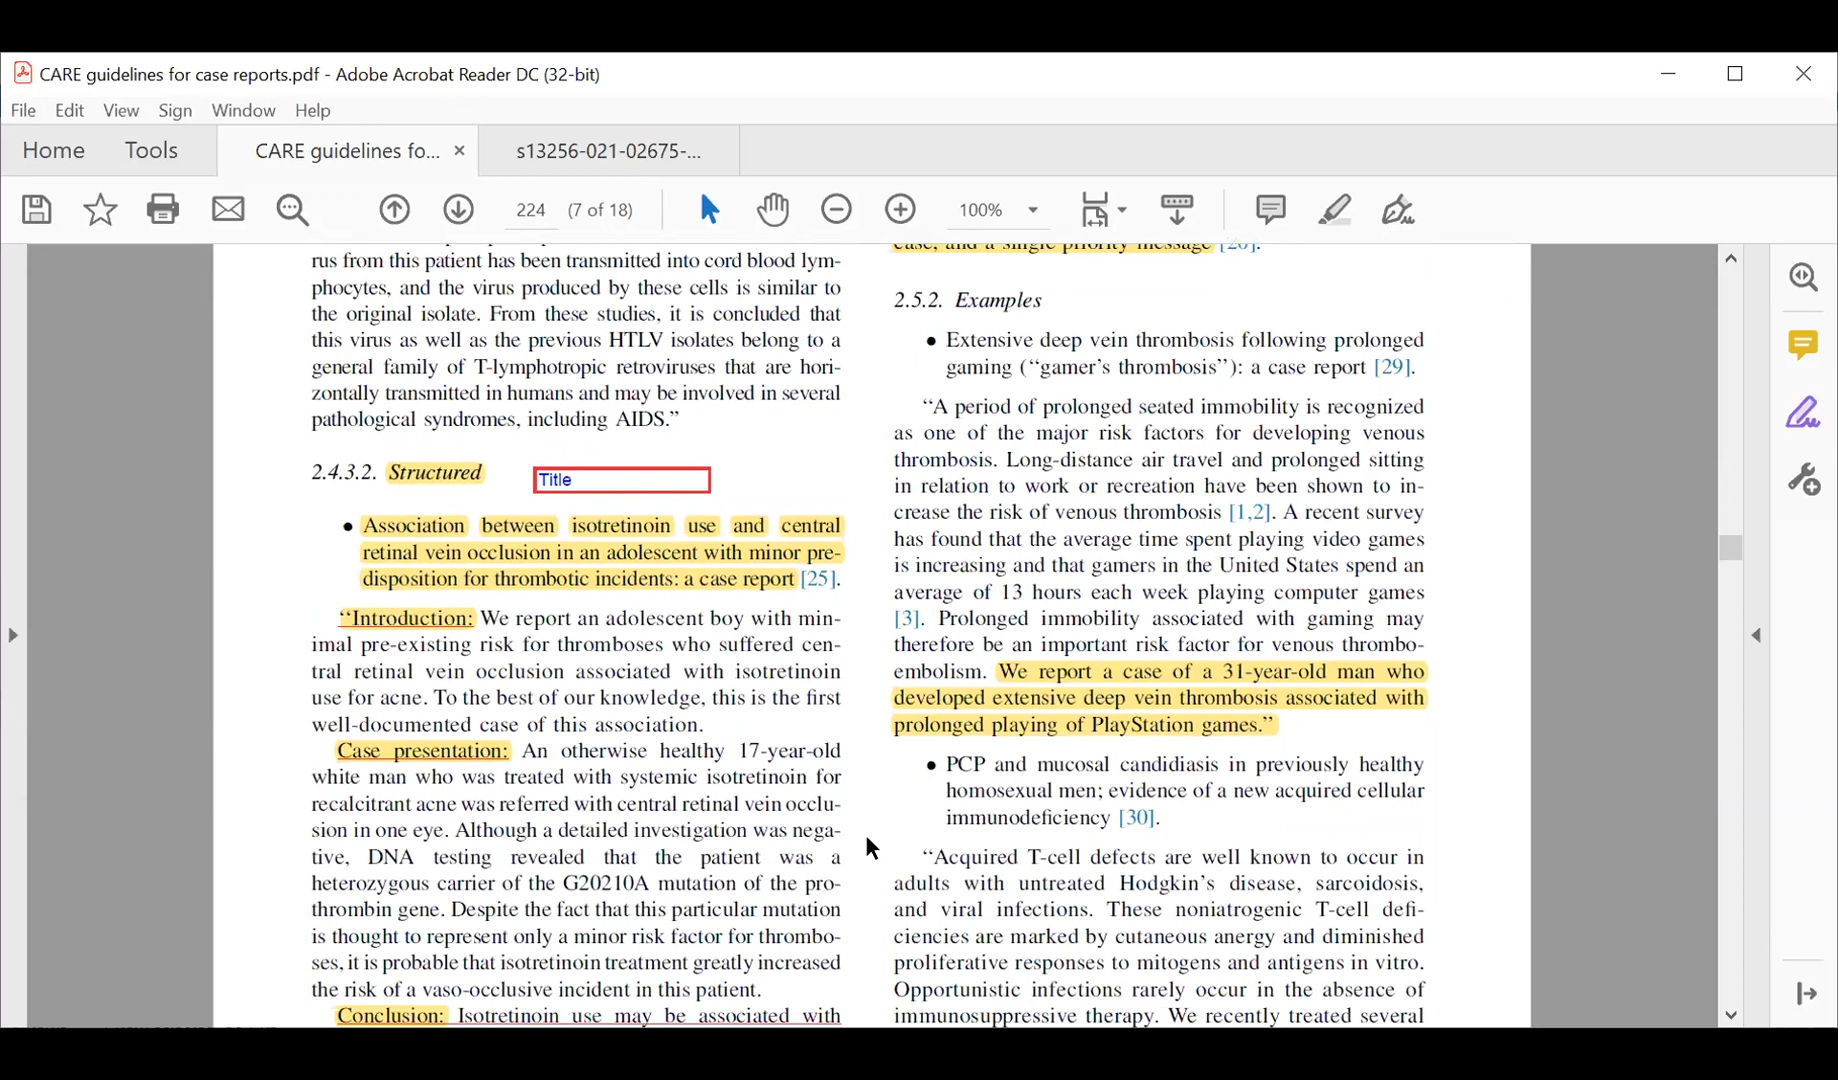 CARE guidelines for case reports.pdf - Adobe Acrobat Reader DC (32-bit)
File Edit View Sign Window Help
Home Tools CARE guidelines fo... × s13256-021-02675-...
224 (7 of 18) 100%
rus from this patient has been transmitted into cord blood lym-
phocytes, and the virus produced by these cells is similar to
the original isolate. From these studies, it is concluded that
this virus as well as the previous HTLV isolates belong to a
general family of T-lymphotropic retroviruses that are hori-
zontally transmitted in humans and may be involved in several
pathological syndromes, including AIDS.”
2.4.3.2. Structured
Title
● Association between isotretinoin use and central
retinal vein occlusion in an adolescent with minor pre-
disposition for thrombotic incidents: a case report [25].
“Introduction: We report an adolescent boy with min-
imal pre-existing risk for thromboses who suffered cen-
tral retinal vein occlusion associated with isotretinoin
use for acne. To the best of our knowledge, this is the first
well-documented case of this association.
Case presentation: An otherwise healthy 17-year-old
white man who was treated with systemic isotretinoin for
recalcitrant acne was referred with central retinal vein occlu-
sion in one eye. Although a detailed investigation was nega-
tive, DNA testing revealed that the patient was a
heterozygous carrier of the G20210A mutation of the pro-
thrombin gene. Despite the fact that this particular mutation
is thought to represent only a minor risk factor for thrombo-
ses, it is probable that isotretinoin treatment greatly increased
the risk of a vaso-occlusive incident in this patient.
Conclusion: Isotretinoin use may be associated with
case, and a single priority message [26].
2.5.2. Examples
● Extensive deep vein thrombosis following prolonged
gaming (“gamer’s thrombosis”): a case report [29].
“A period of prolonged seated immobility is recognized
as one of the major risk factors for developing venous
thrombosis. Long-distance air travel and prolonged sitting
in relation to work or recreation have been shown to in-
crease the risk of venous thrombosis [1,2]. A recent survey
has found that the average time spent playing video games
is increasing and that gamers in the United States spend an
average of 13 hours each week playing computer games
[3]. Prolonged immobility associated with gaming may
therefore be an important risk factor for venous thrombo-
embolism. We report a case of a 31-year-old man who
developed extensive deep vein thrombosis associated with
prolonged playing of PlayStation games.”
● PCP and mucosal candidiasis in previously healthy
homosexual men; evidence of a new acquired cellular
immunodeficiency [30].
“Acquired T-cell defects are well known to occur in
adults with untreated Hodgkin’s disease, sarcoidosis,
and viral infections. These noniatrogenic T-cell defi-
ciencies are marked by cutaneous anergy and diminished
proliferative responses to mitogens and antigens in vitro.
Opportunistic infections rarely occur in the absence of
immunosuppressive therapy. We recently treated several